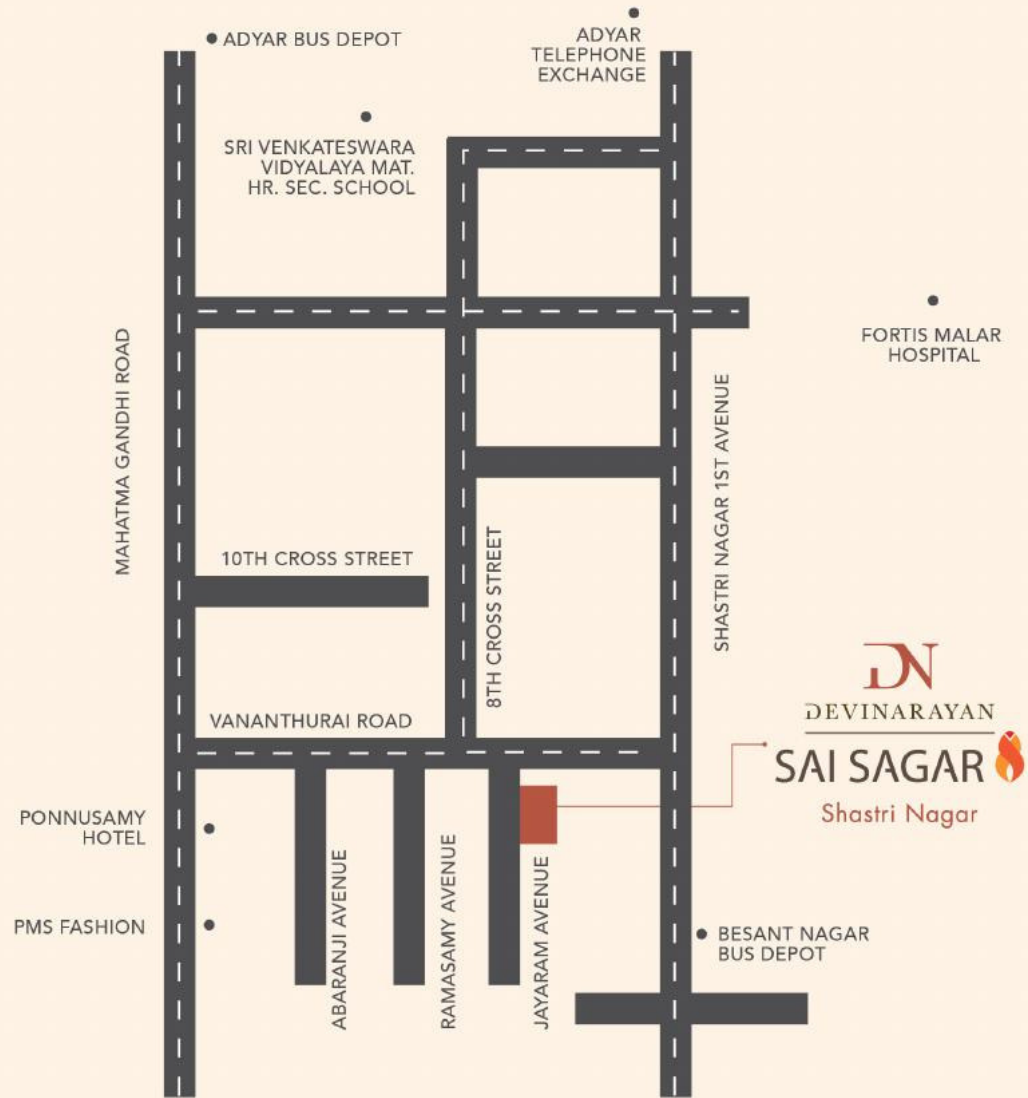 ADYAR BUS DEPOT
ADYAR
TELEPHONE
EXCHANGE
SRI VENKATESWARA
VIDYALAYA MAT.
HR. SEC. SCHOOL
FORTIS MALAR
HOSPITAL
MAHATMA GANDHI ROAD
SHASTRI NAGAR 1ST AVENUE
10TH CROSS STREET
8TH CROSS STREET
VANANTHURAI ROAD
DN
DEVINARAYAN
SAI SAGAR
Shastri Nagar
PONNUSAMY
HOTEL
PMS FASHION
ABARANJI AVENUE
RAMASAMY AVENUE
JAYARAM AVENUE
BESANT NAGAR
BUS DEPOT